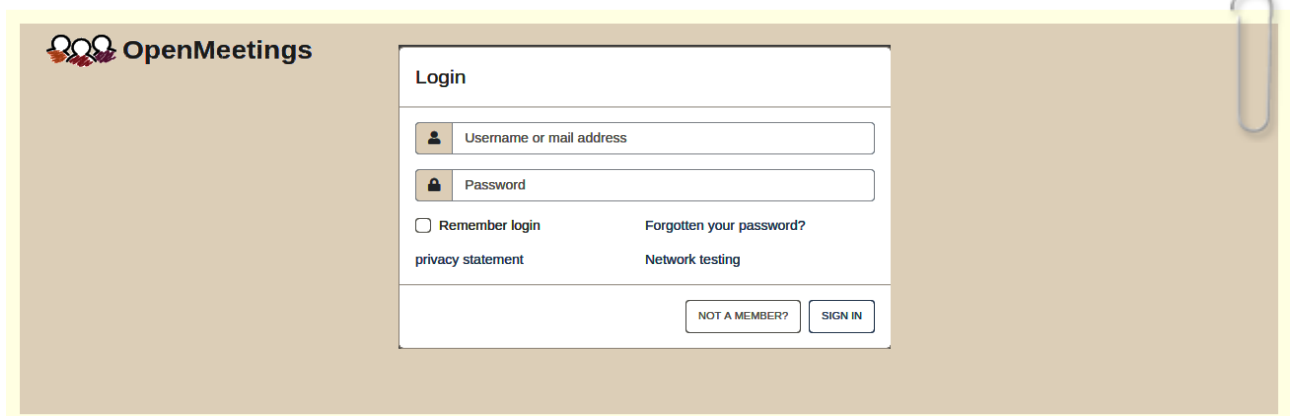 OpenMeetings
Login
Username or mail address
Password
Remember login
Forgotten your password?
privacy statement
Network testing
NOT A MEMBER?
SIGN IN